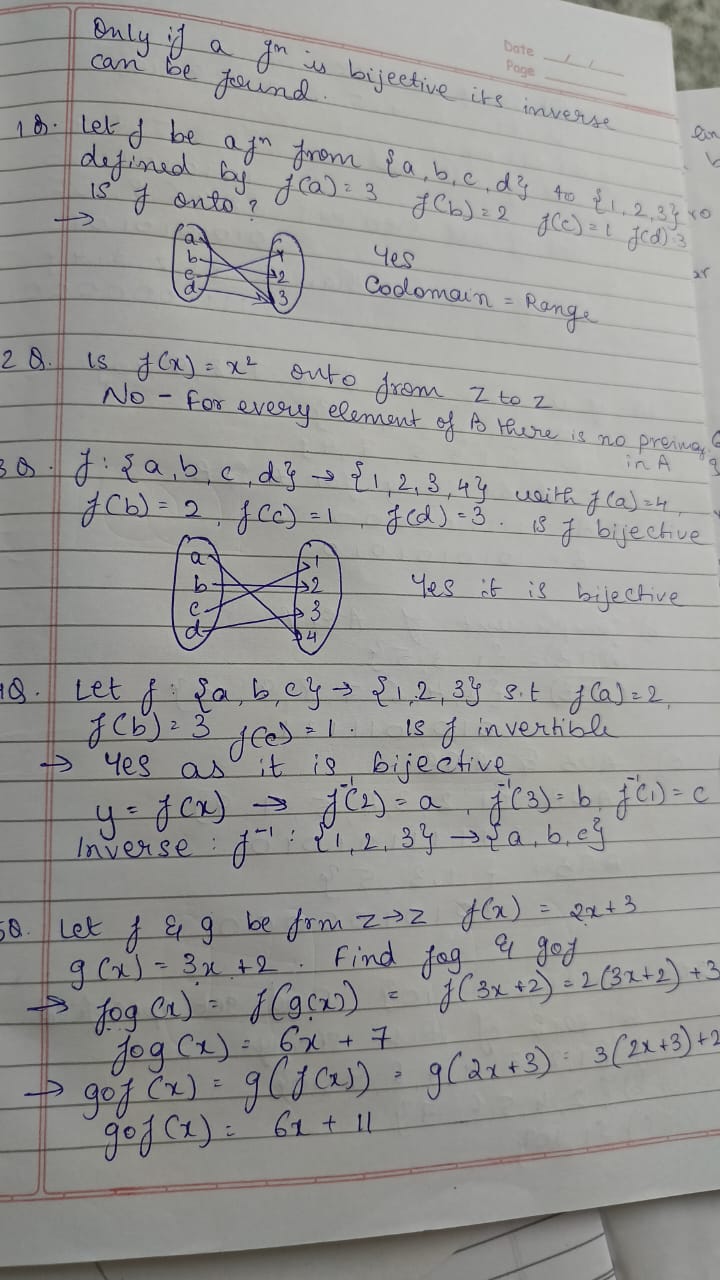 Date
Page
Only if a fn is bijective its inverse
can be found.
1Q. Let f be a fn from {a, b, c, d} to {1, 2, 3}
defined by f(a) = 3 f(b) = 2 f(c) = 1 f(d) = 3
Is f onto?
→
a 1
b 2
c 3
d
Yes
Codomain = Range
2Q. Is f(x) = x² onto from Z to Z
No - For every element of B there is no preimag
in A
3Q. f: {a, b, c, d} → {1, 2, 3, 4} with f(a) = 4,
f(b) = 2, f(c) = 1, f(d) = 3. Is f bijective
a 1
b 2
c 3
d 4
Yes it is bijective
4Q. Let f: {a, b, c} → {1, 2, 3} s.t f(a) = 2,
f(b) = 3 f(c) = 1. Is f invertible
→ Yes as it is bijective
y = f(x) → f⁻¹(2) = a, f⁻¹(3) = b, f⁻¹(1) = c
Inverse: f⁻¹: {1, 2, 3} → {a, b, c}
5Q. Let f & g be from Z→Z f(x) = 2x+3
g(x) = 3x+2. Find fog & gof
→ fog(x) = f(g(x)) = f(3x+2) = 2(3x+2)+3
fog(x) = 6x + 7
→ gof(x) = g(f(x)) = g(2x+3) = 3(2x+3)+2
gof(x) = 6x + 11